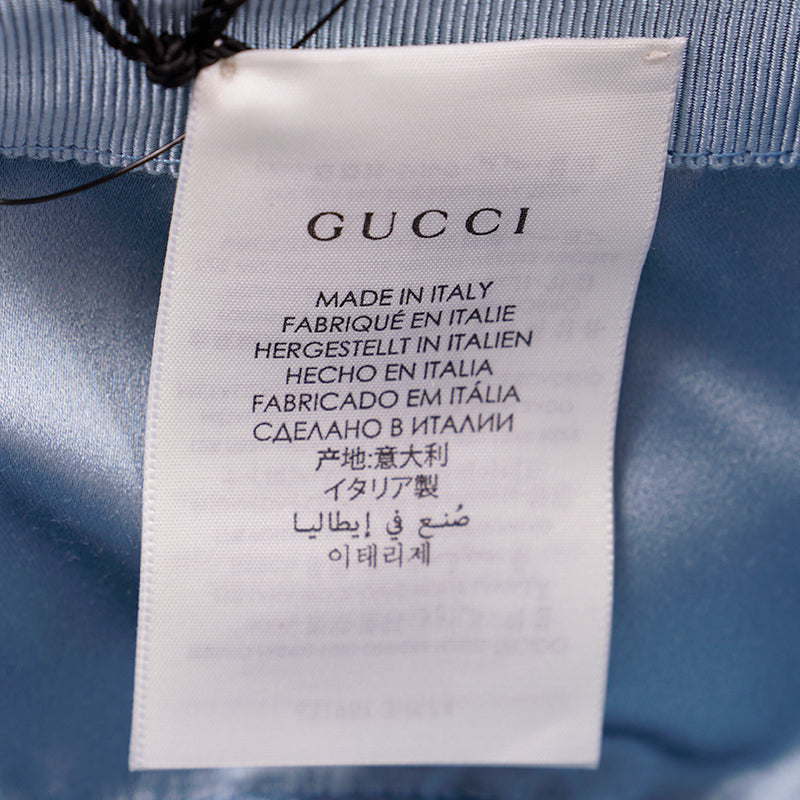 GUCCI
MADE IN ITALY
FABRIQUÉ EN ITALIE
HERGESTELLT IN ITALIEN
HECHO EN ITALIA
FABRICADO EM ITÁLIA
СДЕЛАНО В ИТАЛИИ
产地:意大利
イタリア製
صُنع في إيطاليا
이태리제